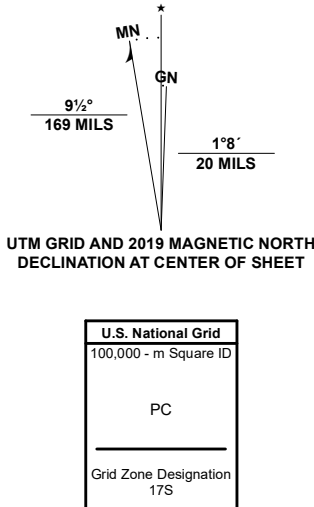 ★
MN
GN
9½°
169 MILS
1°8´
20 MILS
UTM GRID AND 2019 MAGNETIC NORTH
DECLINATION AT CENTER OF SHEET
U.S. National Grid
100,000 - m Square ID
PC
Grid Zone Designation
17S